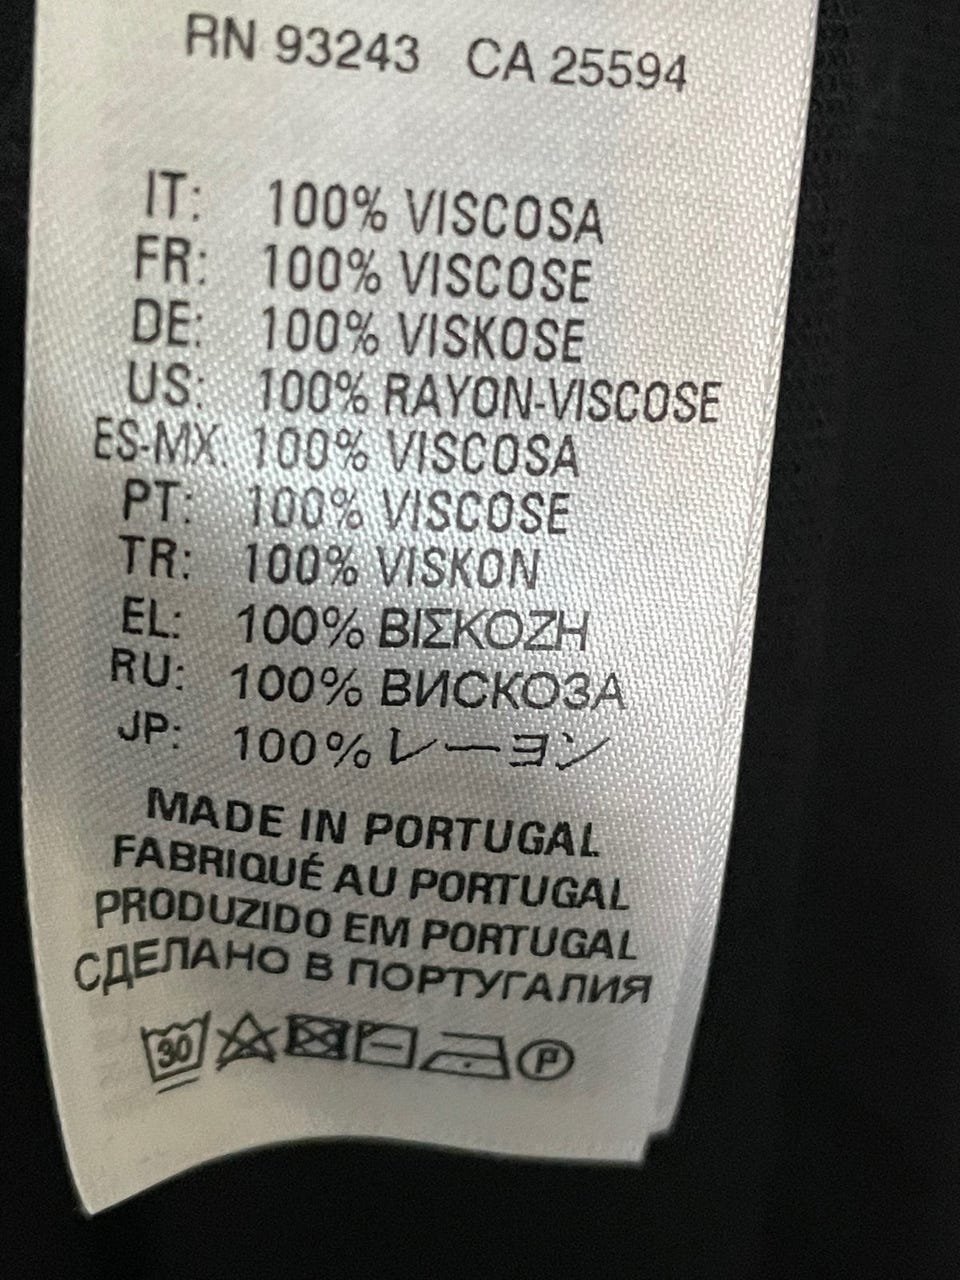 RN 93243 CA 25594
IT: 100% VISCOSA
FR: 100% VISCOSE
DE: 100% VISKOSE
US: 100% RAYON-VISCOSE
ES-MX: 100% VISCOSA
PT: 100% VISCOSE
TR: 100% VISKON
EL: 100% ΒΙΣΚΟΖΗ
RU: 100% ВИСКОЗА
JP: 100% レーヨン
MADE IN PORTUGAL
FABRIQUÉ AU PORTUGAL
PRODUZIDO EM PORTUGAL
СДЕЛАНО В ПОРТУГАЛИЯ
30 P